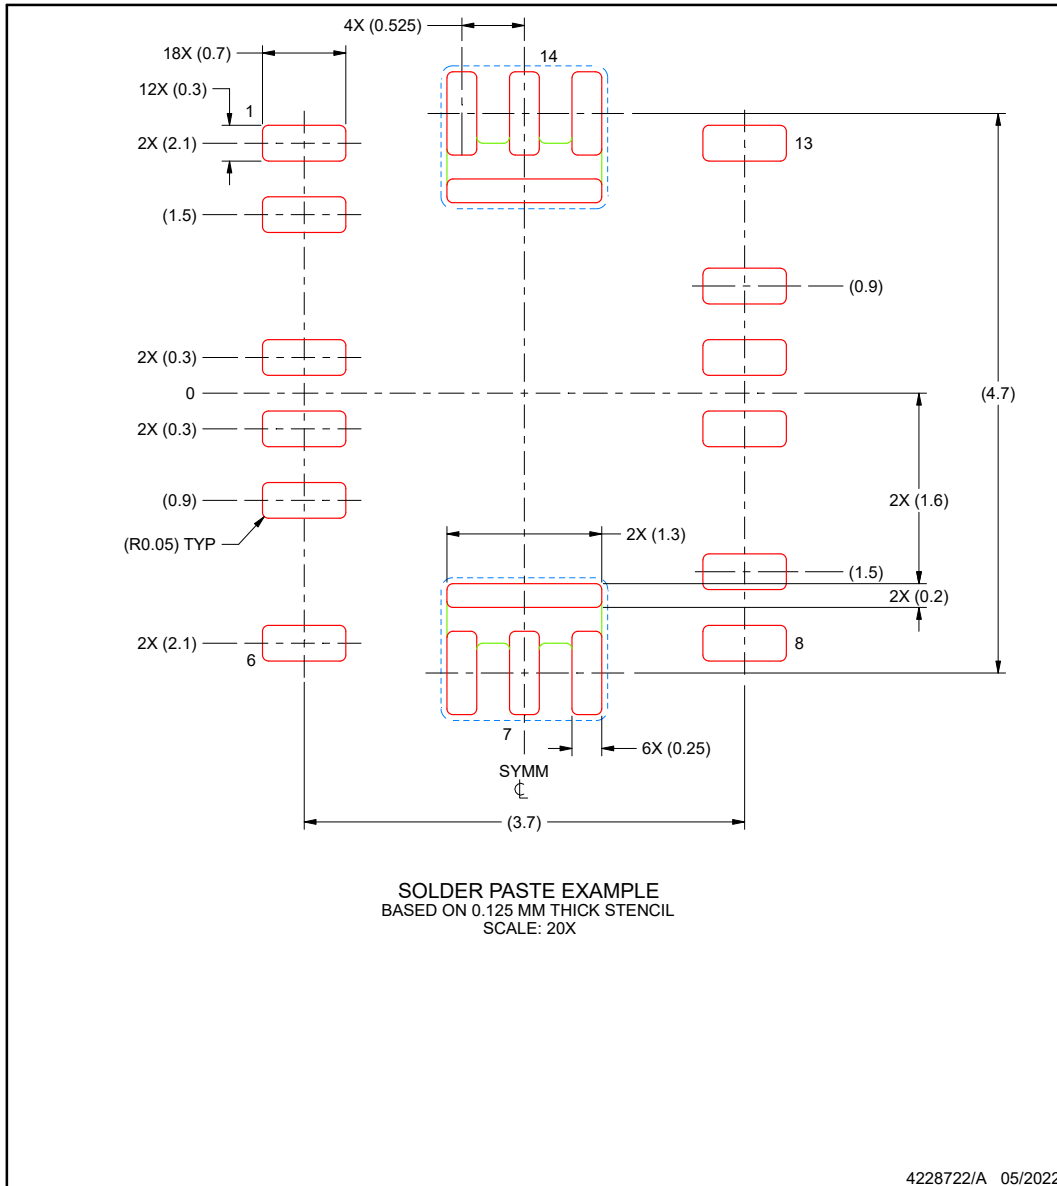 4X (0.525)
18X (0.7)
14
12X (0.3)
1
2X (2.1)
13
(1.5)
(0.9)
2X (0.3)
0
(4.7)
2X (0.3)
(0.9)
2X (1.6)
2X (1.3)
(R0.05) TYP
(1.5)
2X (0.2)
2X (2.1)
6
8
7
6X (0.25)
SYMM
℄
(3.7)
SOLDER PASTE EXAMPLE
BASED ON 0.125 MM THICK STENCIL
SCALE: 20X
4228722/A 05/2022